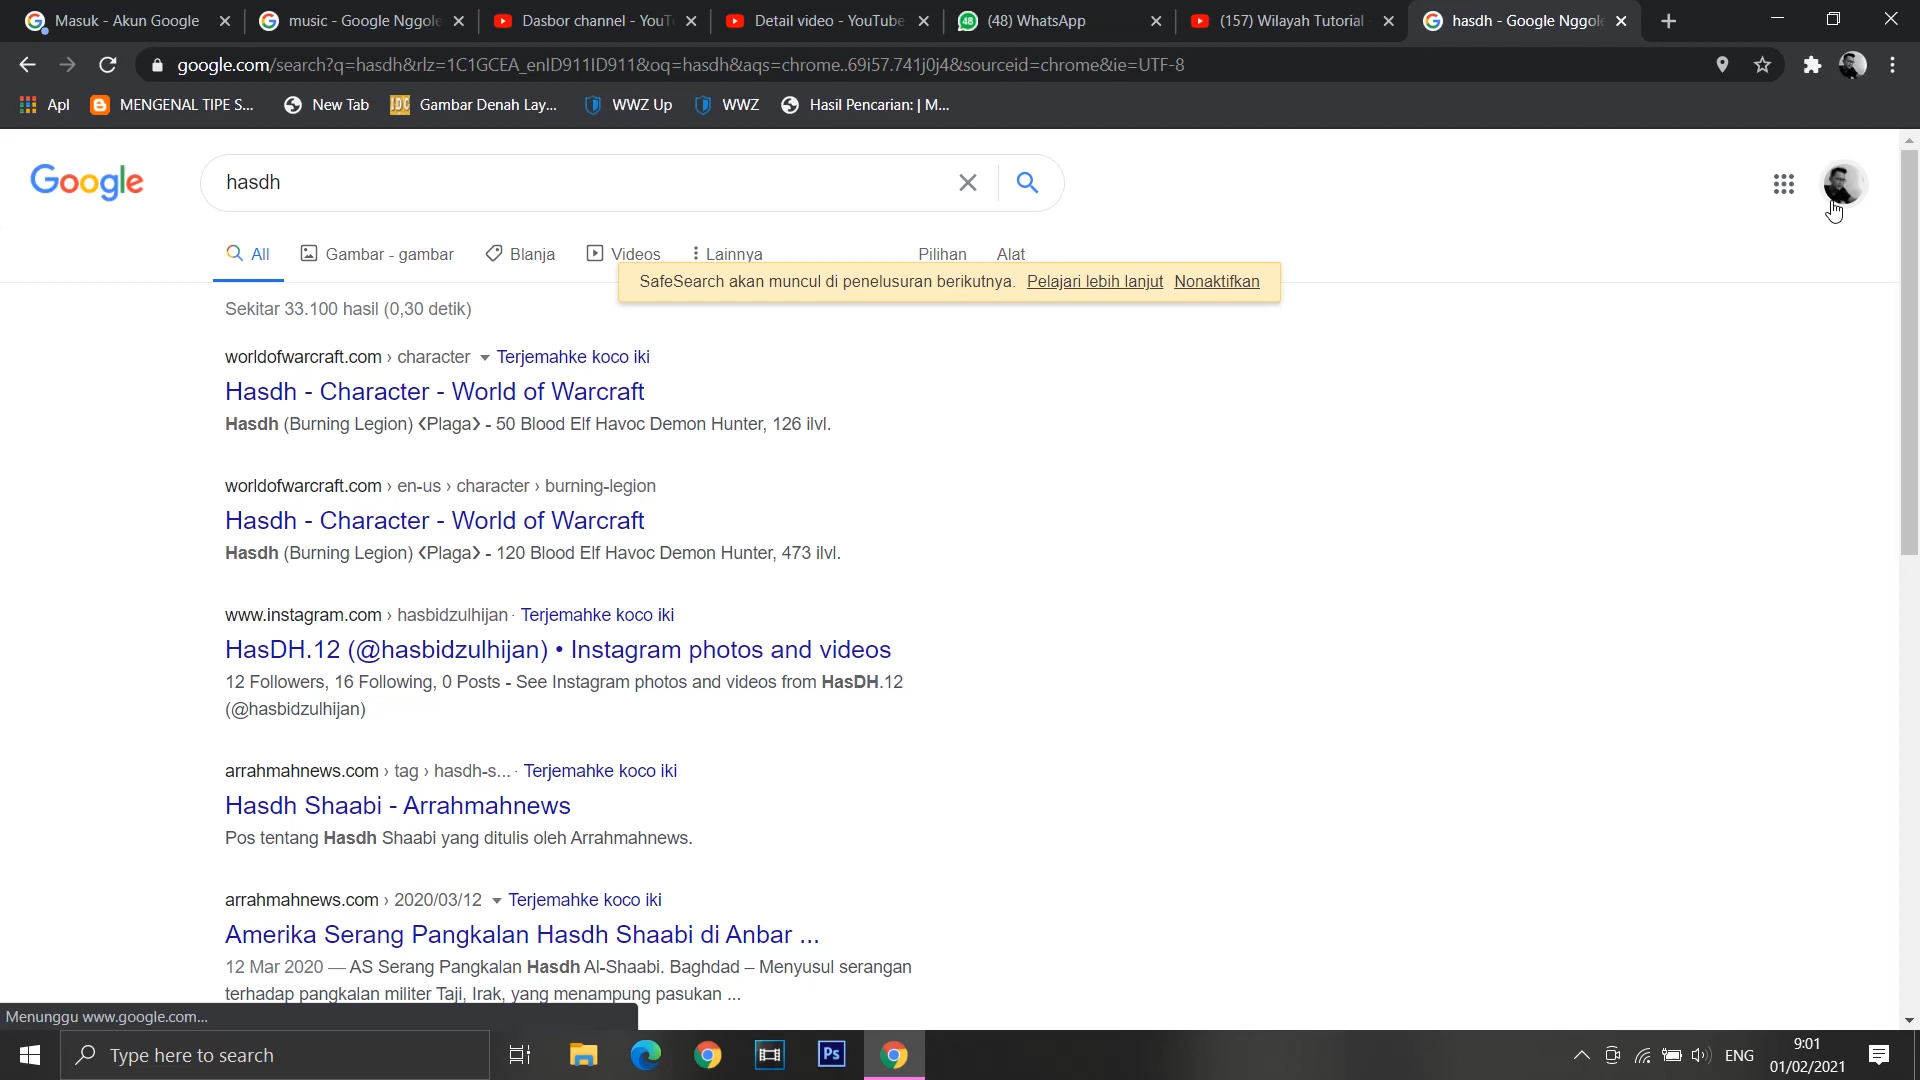 Masuk - Akun Google
music - Google Nggole
Dasbor channel - YouT
Detail video - YouTube
(48) WhatsApp
(157) Wilayah Tutorial
hasdh - Google Nggole
google.com/search?q=hasdh&rlz=1C1GCEA_enID911ID911&oq=hasdh&aqs=chrome..69i57.741j0j4&sourceid=chrome&ie=UTF-8
Apl
MENGENAL TIPE S...
New Tab
Gambar Denah Lay...
WWZ Up
WWZ
Hasil Pencarian: | M...
Google
hasdh
All
Gambar - gambar
Blanja
Videos
Lainnya
Pilihan
Alat
SafeSearch akan muncul di penelusuran berikutnya. Pelajari lebih lanjut Nonaktifkan
Sekitar 33.100 hasil (0,30 detik)
worldofwarcraft.com › character Terjemahke koco iki
Hasdh - Character - World of Warcraft
Hasdh (Burning Legion) <Plaga> - 50 Blood Elf Havoc Demon Hunter, 126 ilvl.
worldofwarcraft.com › en-us › character › burning-legion
Hasdh - Character - World of Warcraft
Hasdh (Burning Legion) <Plaga> - 120 Blood Elf Havoc Demon Hunter, 473 ilvl.
www.instagram.com › hasbidzulhijan · Terjemahke koco iki
HasDH.12 (@hasbidzulhijan) • Instagram photos and videos
12 Followers, 16 Following, 0 Posts - See Instagram photos and videos from HasDH.12
(@hasbidzulhijan)
arrahmahnews.com › tag › hasdh-s... · Terjemahke koco iki
Hasdh Shaabi - Arrahmahnews
Pos tentang Hasdh Shaabi yang ditulis oleh Arrahmahnews.
arrahmahnews.com › 2020/03/12 Terjemahke koco iki
Amerika Serang Pangkalan Hasdh Shaabi di Anbar ...
12 Mar 2020 — AS Serang Pangkalan Hasdh Al-Shaabi. Baghdad – Menyusul serangan
terhadap pangkalan militer Taji, Irak, yang menampung pasukan ...
Menunggu www.google.com...
Type here to search
Ps
ENG
9:01
01/02/2021